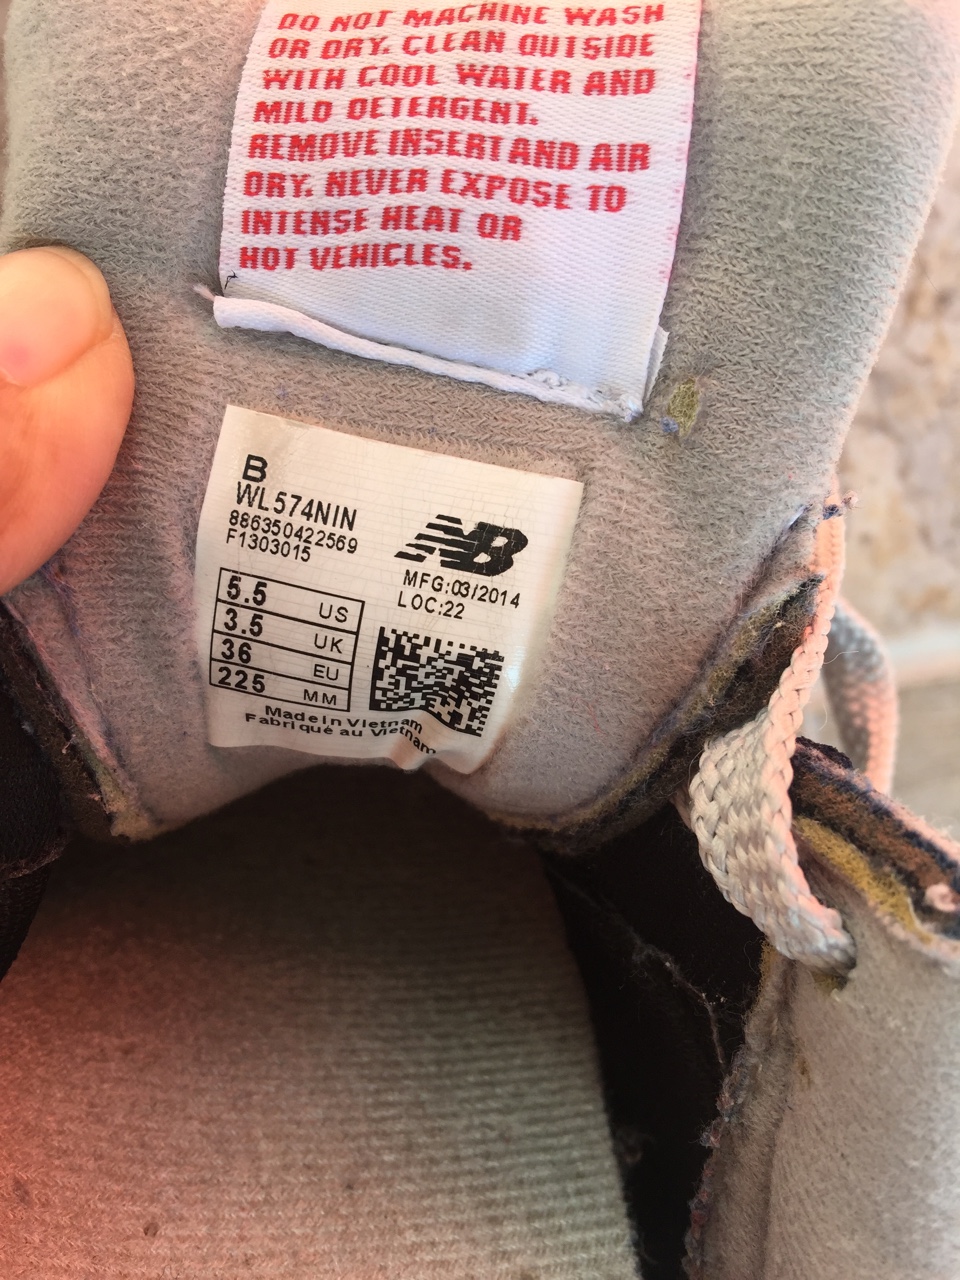 DO NOT MACHINE WASH
OR DRY. CLEAN OUTSIDE
WITH COOL WATER AND
MILD DETERGENT.
REMOVE INSERT AND AIR
DRY. NEVER EXPOSE TO
INTENSE HEAT OR
HOT VEHICLES.
B
WL574NIN
886350422569
F1303015
NB
MFG:03/2014
LOC:22
5.5 US
3.5 UK
36 EU
225 MM
Made in Vietnam
Fabriqué au Vietnam